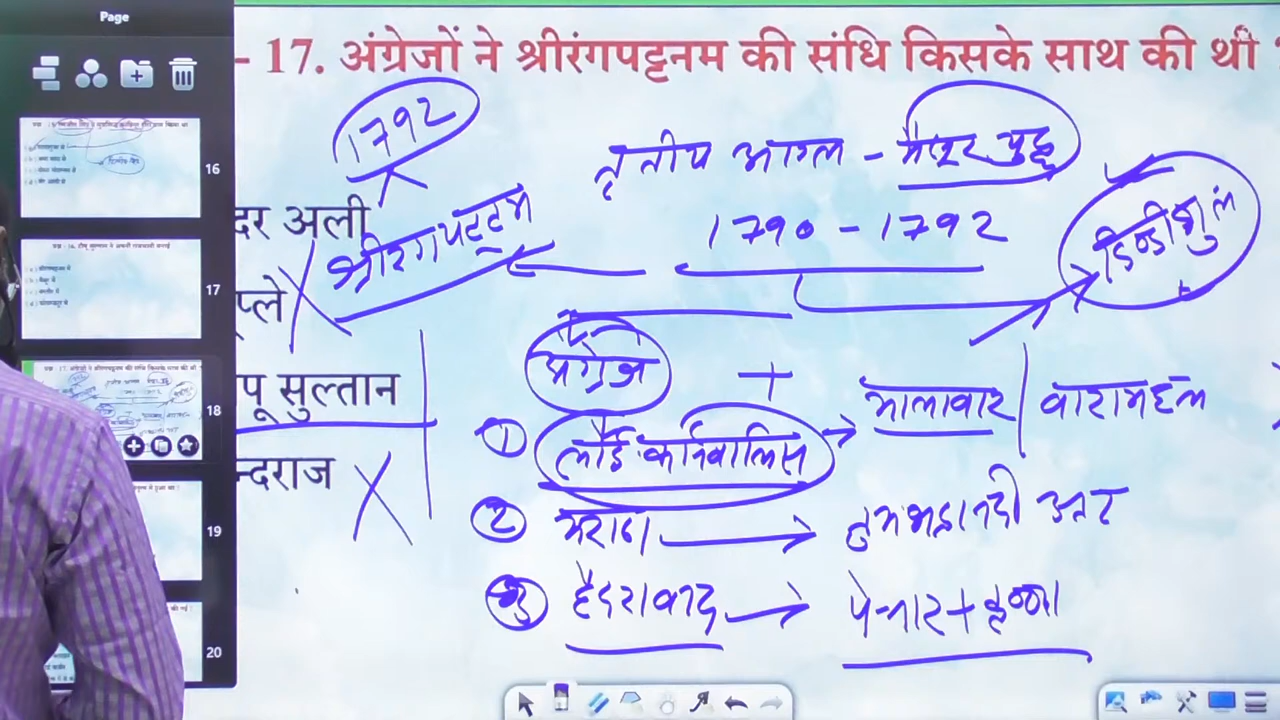 Page
- 17. अंग्रेजों ने श्रीरंगपट्टनम की संधि किसके साथ की थी
1792
तृतीय आंग्ल - मैसूर युद्ध
1790 - 1792
श्रीरंगपट्टम
डिण्डीगुल
दर अली
प्ले
पू सुल्तान
न्दराज
अंग्रेज +
① लॉर्ड कार्नवालिस → मालाबार | बारामहल
② मराठा → तुंगभद्रा नदी उत्तर
③ हैदराबाद → पेन्नार + कृष्णा
16
17
18
19
20